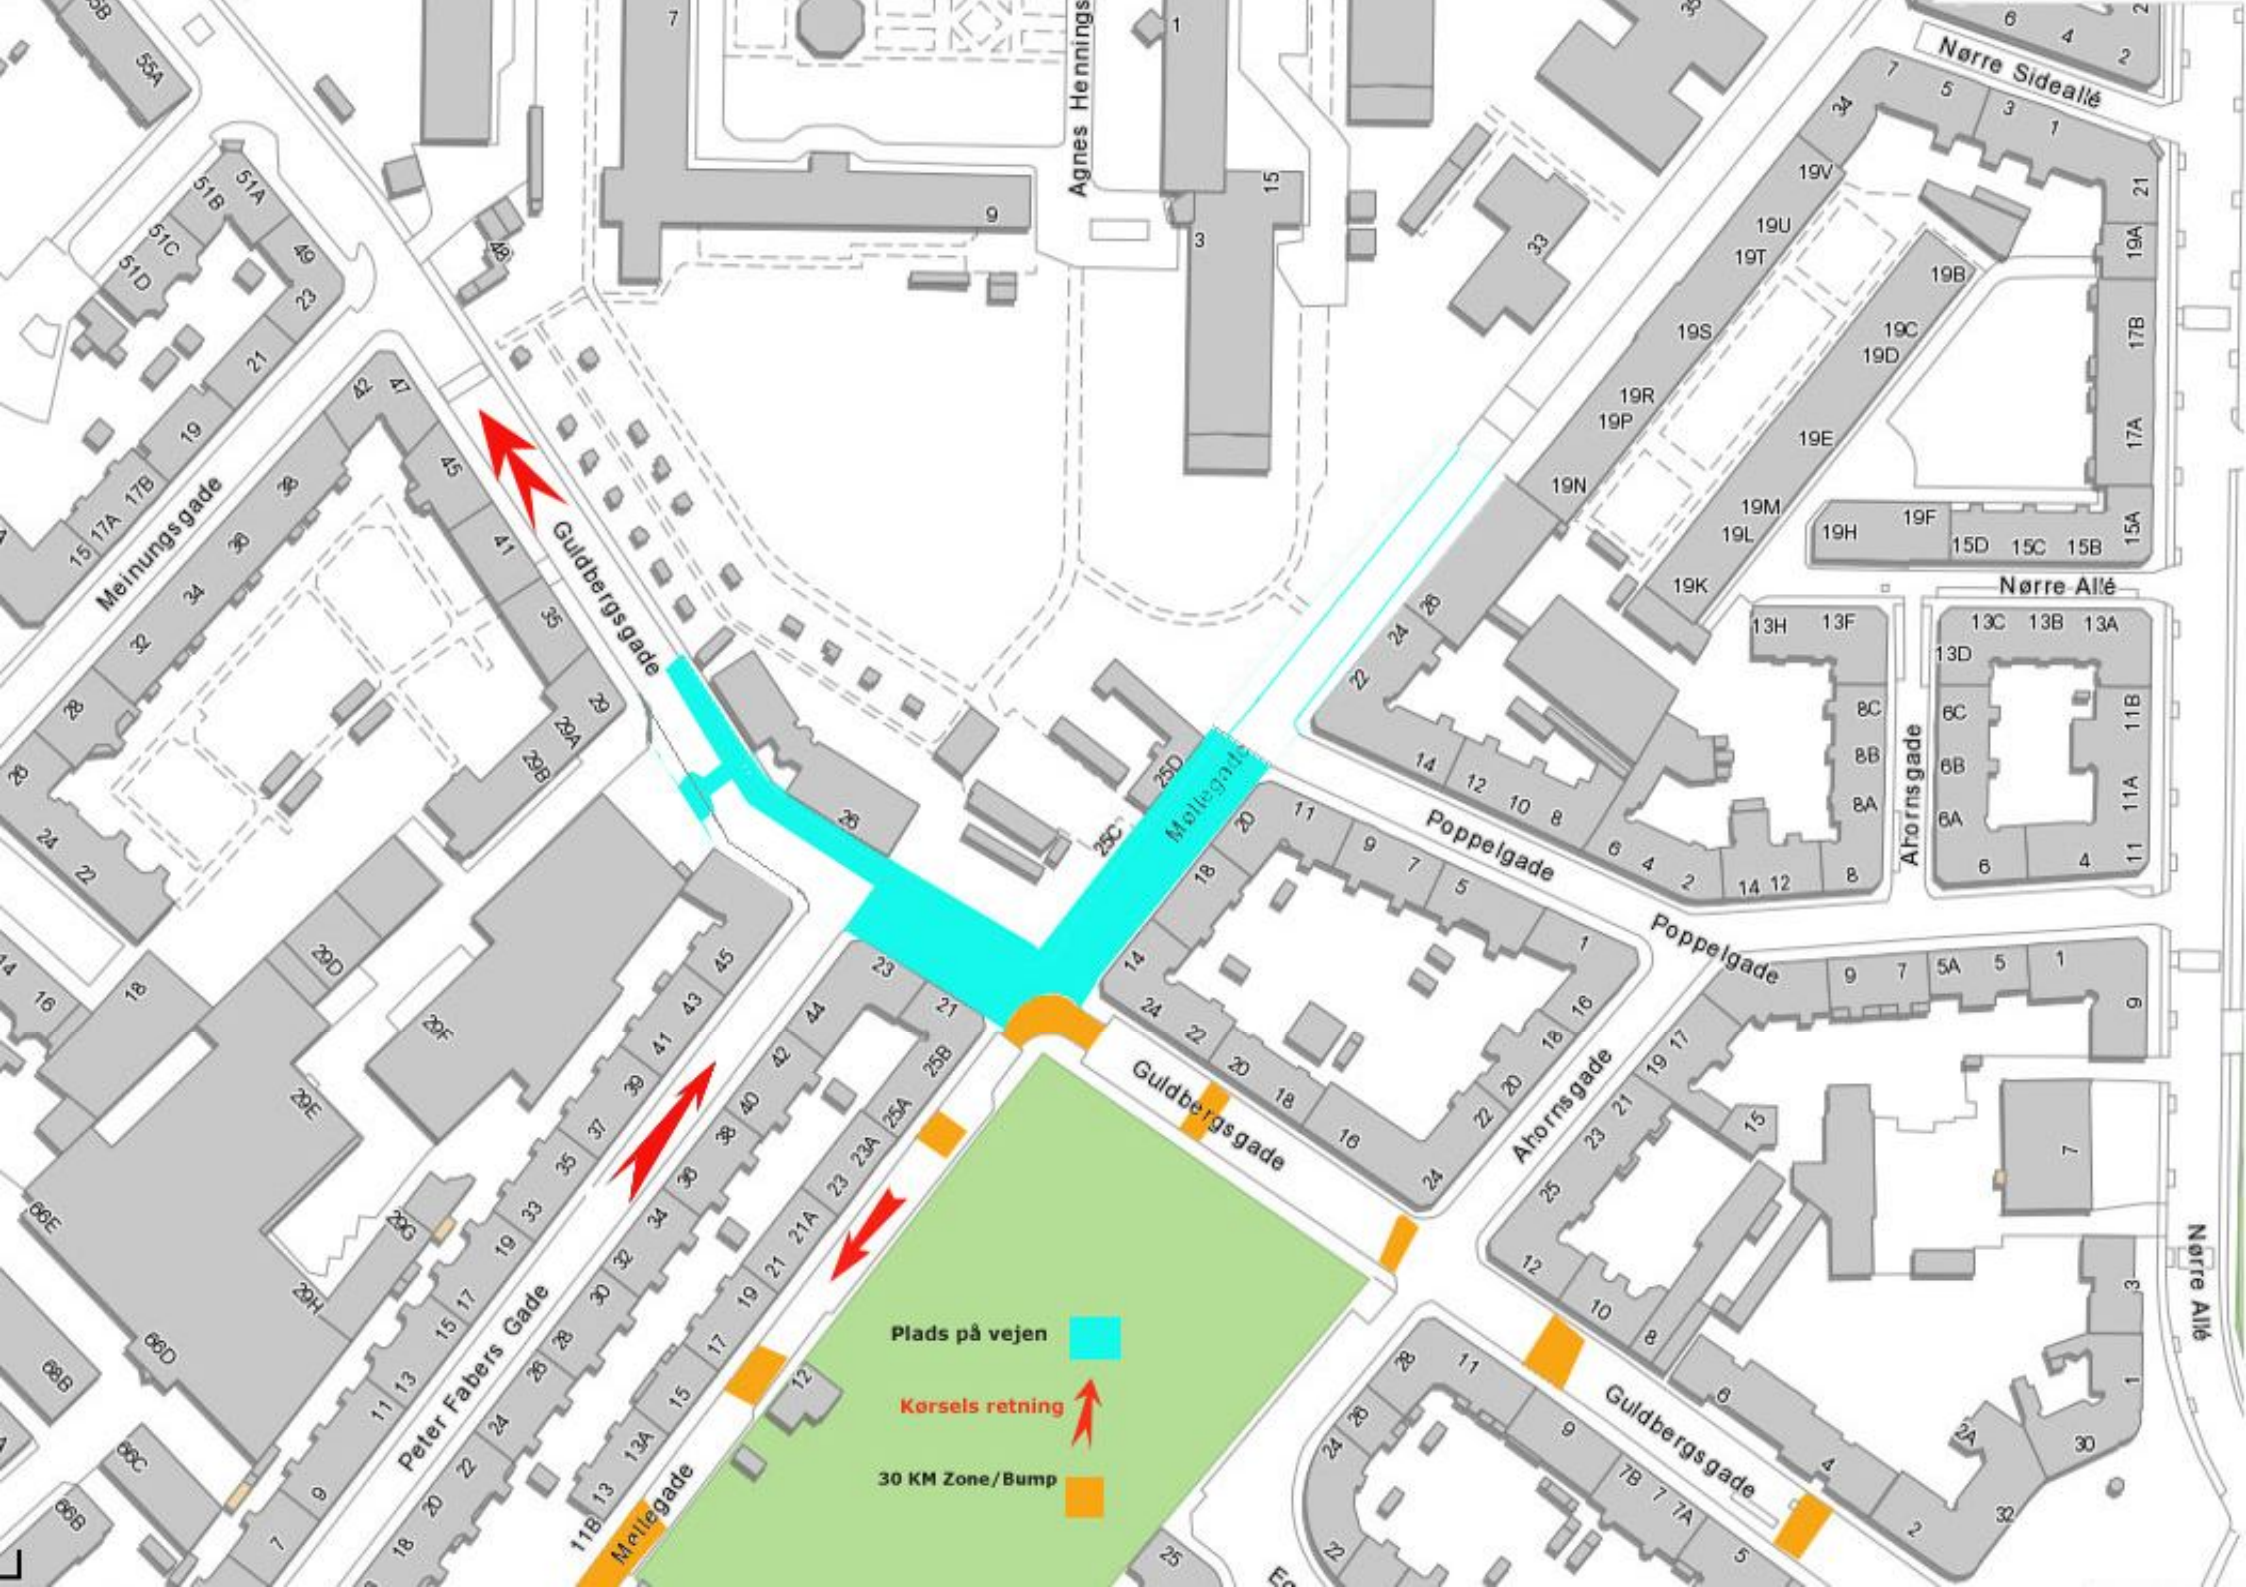 5B
55A
7
Agnes Hennings
1
6
4
2
2
Nørre Sideallé
7
5
3
1
34
51A
51B
51C
51D
49
23
48
9
15
3
33
19V
19U
19T
21
19A
19B
19S
19C
19D
17B
21
19
17B
17A
15
Meinungsgade
42
47
45
38
36
34
32
28
26
24
22
41
35
29
29A
29B
Guldbergsgade
19R
19P
19E
17A
19N
19M
19L
19K
19H
19F
15D
15C
15B
15A
Nørre Allé
26
24
22
13H
13F
13C
13B
13A
13D
8C
8B
8A
6C
6B
6A
11B
11A
11
Ahornsgade
14
12
10
8
6
4
2
14
12
8
6
4
26
25D
25C
Møllegade
20
18
14
11
9
7
5
1
Poppelgade
Poppelgade
14
16
18
29D
29F
29E
45
43
41
39
37
35
33
19
17
15
13
11
9
7
23
21
44
42
40
38
36
34
32
30
28
26
24
22
20
18
25B
25A
23A
23
21A
21
19
17
15
13A
13
11B
24
22
20
18
16
24
22
20
18
16
Guldbergsgade
Ahornsgade
9
7
5A
5
1
9
17
19
21
23
25
15
7
12
10
8
6
4
2
2A
30
32
3
1
Nørre Allé
66E
66D
29G
29H
68B
66C
66B
Peter Fabers Gade
12
Møllegade
Plads på vejen
Kørsels retning
30 KM Zone/Bump
28
26
24
22
11
9
7B
7
7A
5
25
Guldbergsgade